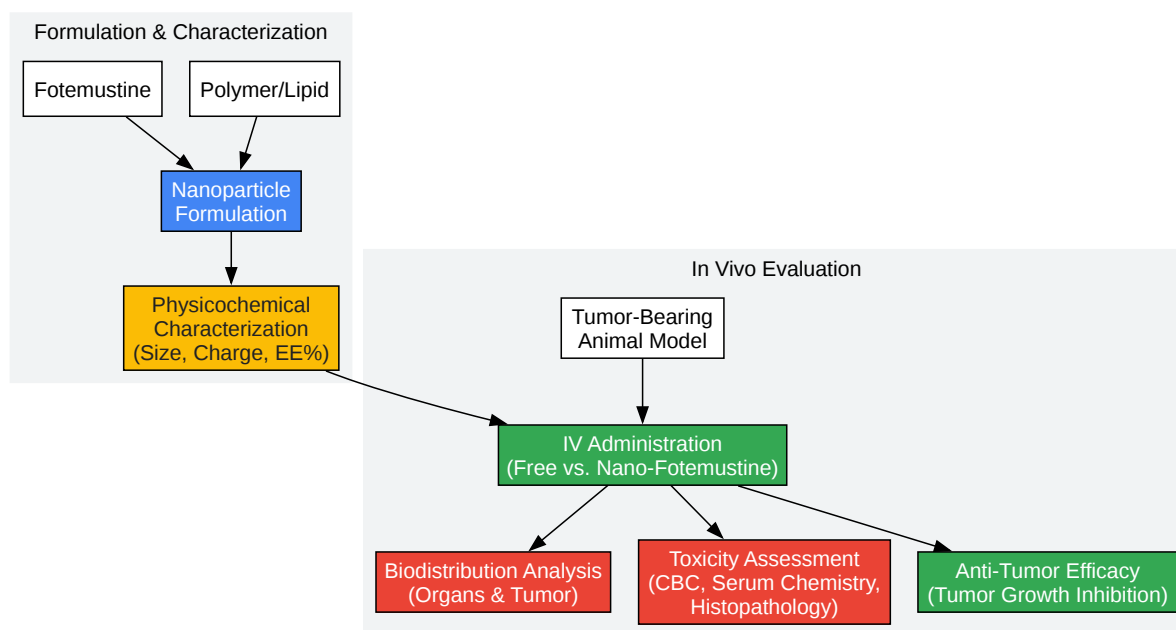 Formulation & Characterization
Fotemustine
Polymer/Lipid
Nanoparticle
Formulation
Physicochemical
Characterization
(Size, Charge, EE%)
In Vivo Evaluation
Tumor-Bearing
Animal Model
IV Administration
(Free vs. Nano-Fotemustine)
Biodistribution Analysis
(Organs & Tumor)
Toxicity Assessment
(CBC, Serum Chemistry,
Histopathology)
Anti-Tumor Efficacy
(Tumor Growth Inhibition)